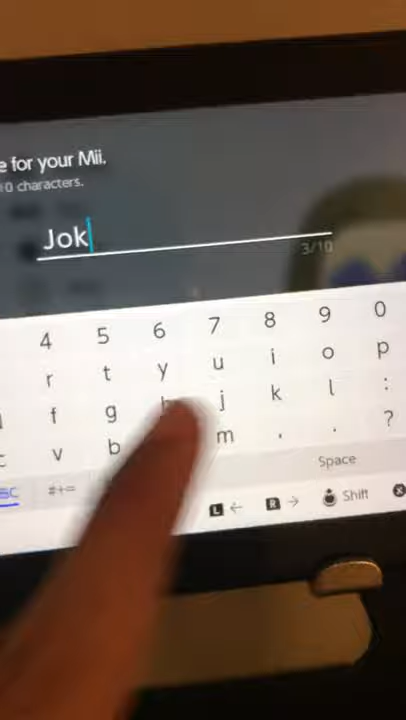 e for your Mii.
0 characters.
Jok
3/10
4 5 6 7 8 9 0
r t y u i o p
f g j k l :
c v b m , . ?
#+= Space
L ← R → Shift X